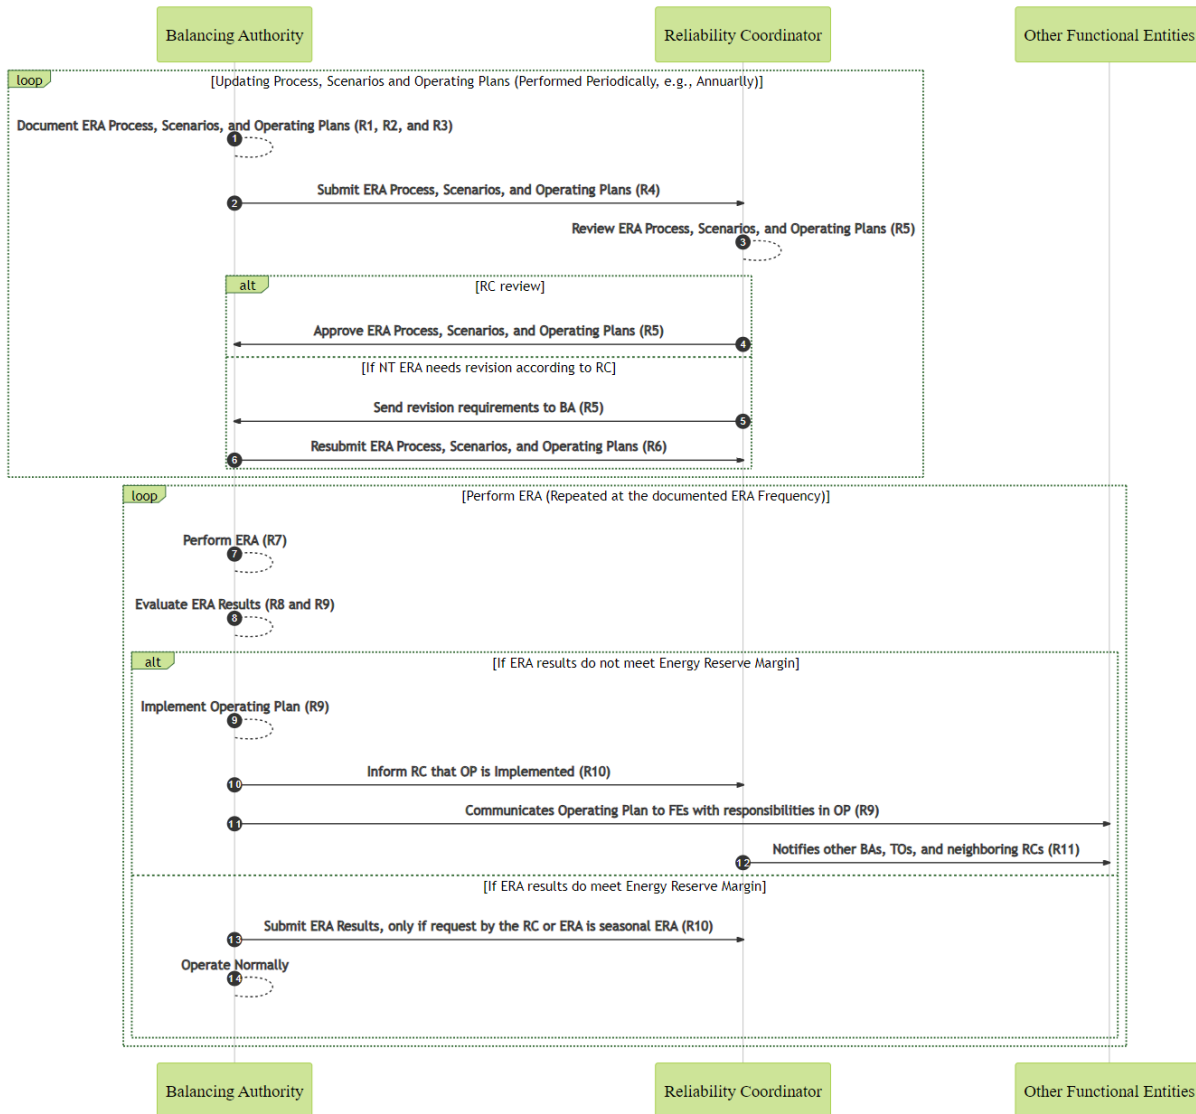 Balancing Authority
Reliability Coordinator
Other Functional Entities
loop
[Updating Process, Scenarios and Operating Plans (Performed Periodically, e.g., Annuarlly)]
Document ERA Process, Scenarios, and Operating Plans (R1, R2, and R3)
1
Submit ERA Process, Scenarios, and Operating Plans (R4)
2
Review ERA Process, Scenarios, and Operating Plans (R5)
3
alt
[RC review]
Approve ERA Process, Scenarios, and Operating Plans (R5)
4
[If NT ERA needs revision according to RC]
Send revision requirements to BA (R5)
5
Resubmit ERA Process, Scenarios, and Operating Plans (R6)
6
loop
[Perform ERA (Repeated at the documented ERA Frequency)]
Perform ERA (R7)
7
Evaluate ERA Results (R8 and R9)
8
alt
[If ERA results do not meet Energy Reserve Margin]
Implement Operating Plan (R9)
9
Inform RC that OP is Implemented (R10)
10
Communicates Operating Plan to FEs with responsibilities in OP (R9)
11
Notifies other BAs, TOs, and neighboring RCs (R11)
12
[If ERA results do meet Energy Reserve Margin]
Submit ERA Results, only if request by the RC or ERA is seasonal ERA (R10)
13
Operate Normally
14
Balancing Authority
Reliability Coordinator
Other Functional Entities